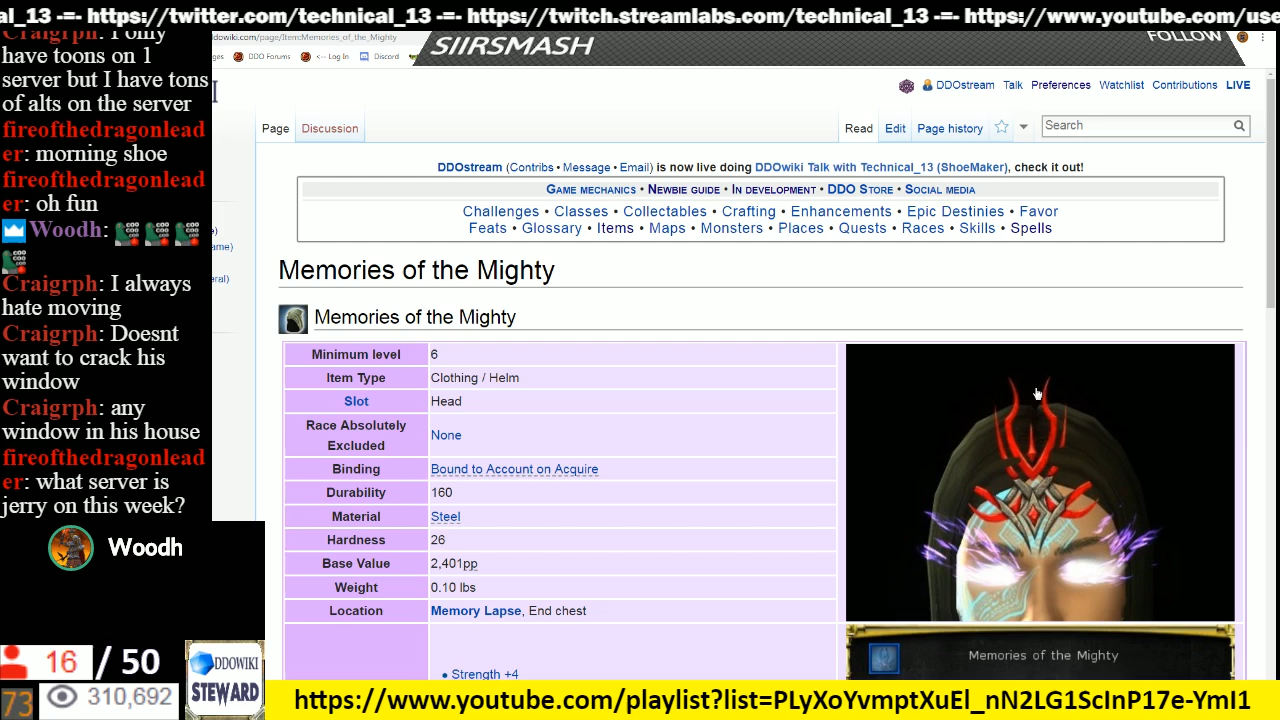 al_13 -=- https://twitter.com/technical_13 -=- https://twitch.streamlabs.com/technical_13 -=- https://www.youtube.com/use
ddowiki.com/page/Item:Memories_of_the_Mighty
SIIRSMASH
FOLLOW
ges DDO Forums <-- Log In Discord
Craigrph: I only
have toons on 1
server but I have tons
of alts on the server
fireofthedragonlead
er: morning shoe
fireofthedragonlead
er: oh fun
Woodh:
Craigrph: I always
hate moving
Craigrph: Doesnt
want to crack his
window
Craigrph: any
window in his house
fireofthedragonlead
er: what server is
jerry on this week?
Woodh
16 / 50
73 310,692
DDOWIKI
STEWARD
DDOstream Talk Preferences Watchlist Contributions LIVE
Page Discussion Read Edit Page history Search
DDOstream (Contribs • Message • Email) is now live doing DDOwiki Talk with Technical_13 (ShoeMaker), check it out!
Game mechanics • Newbie guide • In development • DDO Store • Social media
Challenges • Classes • Collectables • Crafting • Enhancements • Epic Destinies • Favor
Feats • Glossary • Items • Maps • Monsters • Places • Quests • Races • Skills • Spells
Memories of the Mighty
Memories of the Mighty
Minimum level 6
Item Type Clothing / Helm
Slot Head
Race Absolutely
Excluded None
Binding Bound to Account on Acquire
Durability 160
Material Steel
Hardness 26
Base Value 2,401pp
Weight 0.10 lbs
Location Memory Lapse, End chest
• Strength +4
Memories of the Mighty
ame)
eral)
https://www.youtube.com/playlist?list=PLyXoYvmptXuEl_nN2LG1ScInP17e-YmI1